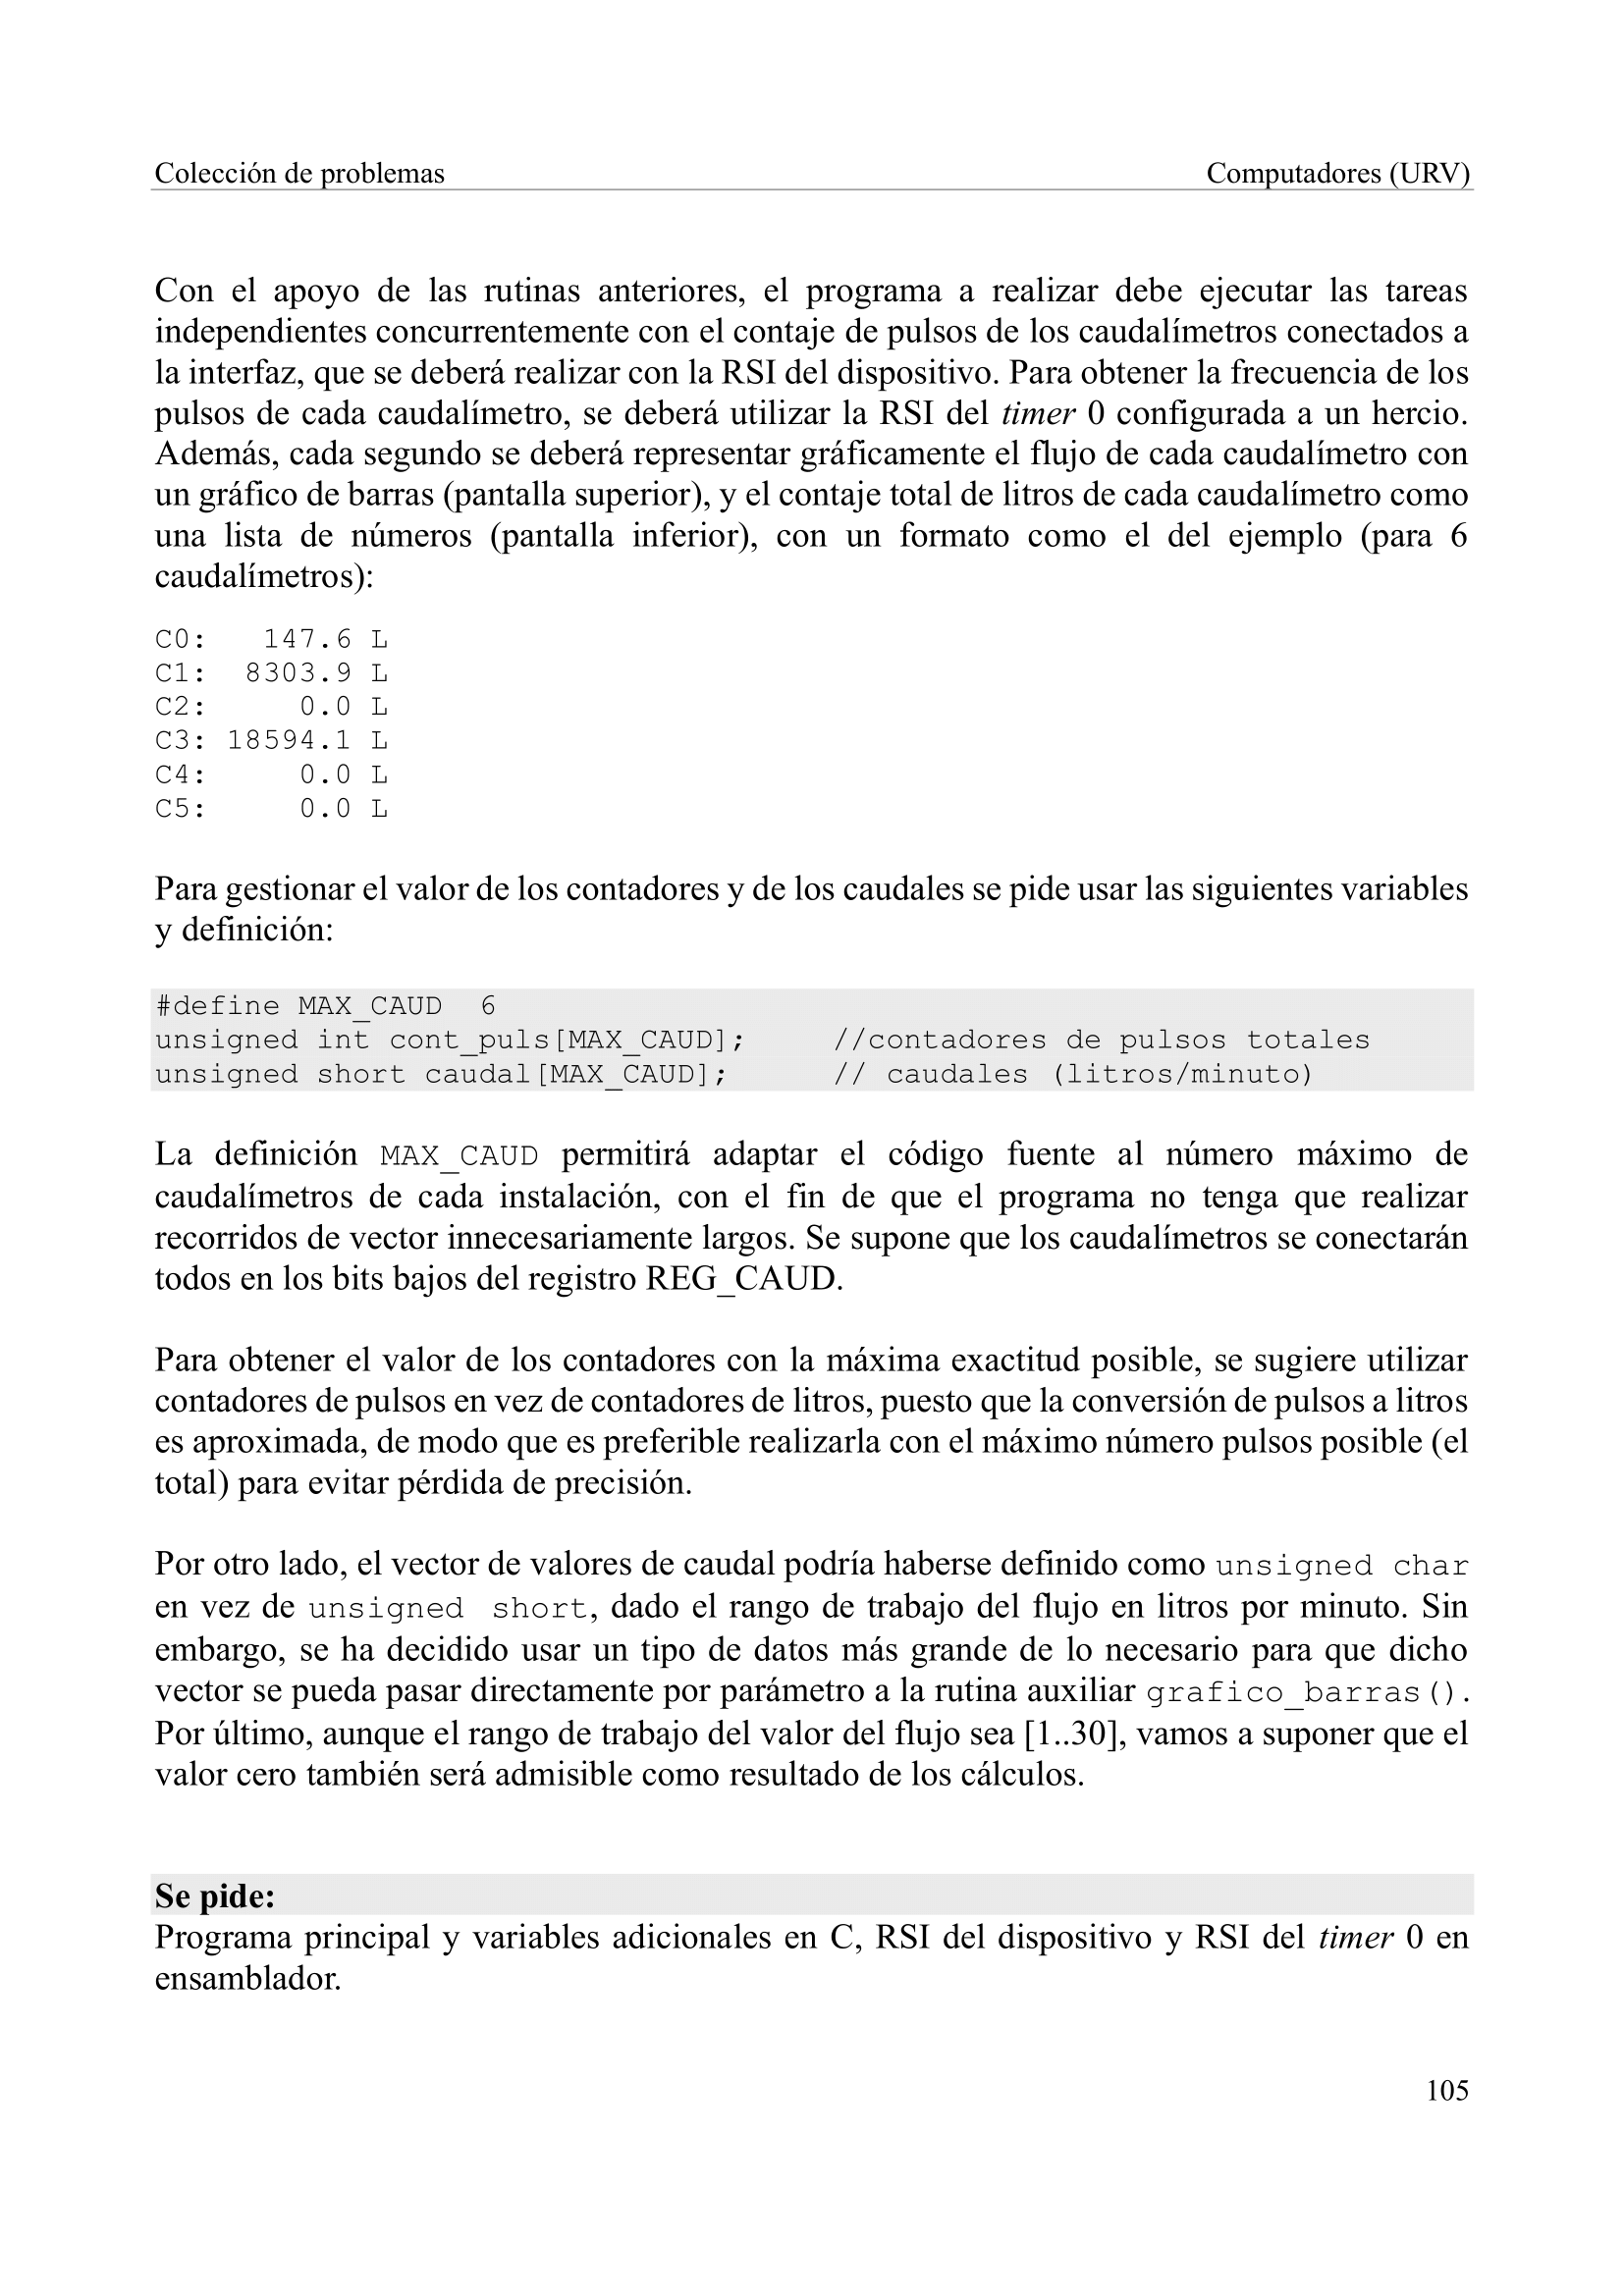 Colección de problemas
Computadores (URV)
Con el apoyo de las rutinas anteriores, el programa a realizar debe ejecutar las tareas
independientes concurrentemente con el contaje de pulsos de los caudalímetros conectados a
la interfaz, que se deberá realizar con la RSI del dispositivo. Para obtener la frecuencia de los
pulsos de cada caudalímetro, se deberá utilizar la RSI del timer 0 configurada a un hercio.
Además, cada segundo se deberá representar gráficamente el flujo de cada caudalímetro con
un gráfico de barras (pantalla superior), y el contaje total de litros de cada caudalímetro como
una lista de números (pantalla inferior), con un formato como el del ejemplo (para 6
caudalímetros):
C0:   147.6 L
C1:  8303.9 L
C2:     0.0 L
C3: 18594.1 L
C4:     0.0 L
C5:     0.0 L
Para gestionar el valor de los contadores y de los caudales se pide usar las siguientes variables
y definición:
#define MAX_CAUD  6
unsigned int cont_puls[MAX_CAUD];     //contadores de pulsos totales
unsigned short caudal[MAX_CAUD];      // caudales (litros/minuto)
La definición MAX_CAUD permitirá adaptar el código fuente al número máximo de
caudalímetros de cada instalación, con el fin de que el programa no tenga que realizar
recorridos de vector innecesariamente largos. Se supone que los caudalímetros se conectarán
todos en los bits bajos del registro REG_CAUD.
Para obtener el valor de los contadores con la máxima exactitud posible, se sugiere utilizar
contadores de pulsos en vez de contadores de litros, puesto que la conversión de pulsos a litros
es aproximada, de modo que es preferible realizarla con el máximo número pulsos posible (el
total) para evitar pérdida de precisión.
Por otro lado, el vector de valores de caudal podría haberse definido como unsigned char
en vez de unsigned short, dado el rango de trabajo del flujo en litros por minuto. Sin
embargo, se ha decidido usar un tipo de datos más grande de lo necesario para que dicho
vector se pueda pasar directamente por parámetro a la rutina auxiliar grafico_barras().
Por último, aunque el rango de trabajo del valor del flujo sea [1..30], vamos a suponer que el
valor cero también será admisible como resultado de los cálculos.
Se pide:
Programa principal y variables adicionales en C, RSI del dispositivo y RSI del timer 0 en
ensamblador.
105